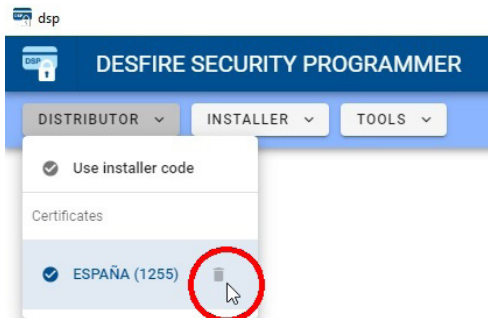 dsp
DSP DESFIRE SECURITY PROGRAMMER
DISTRIBUTOR INSTALLER TOOLS
Use installer code
Certificates
ESPAÑA (1255)